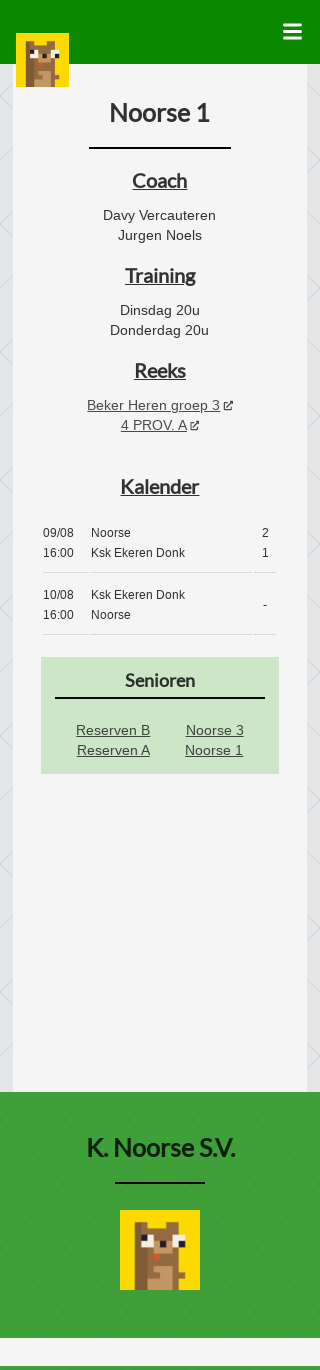 Noorse 1
Coach
Davy Vercauteren
Jurgen Noels
Training
Dinsdag 20u
Donderdag 20u
Reeks
Beker Heren groep 3
4 PROV. A
Kalender
09/08 Noorse 2
16:00 Ksk Ekeren Donk 1
10/08 Ksk Ekeren Donk -
16:00 Noorse
Senioren
Reserven B Noorse 3
Reserven A Noorse 1
K. Noorse S.V.